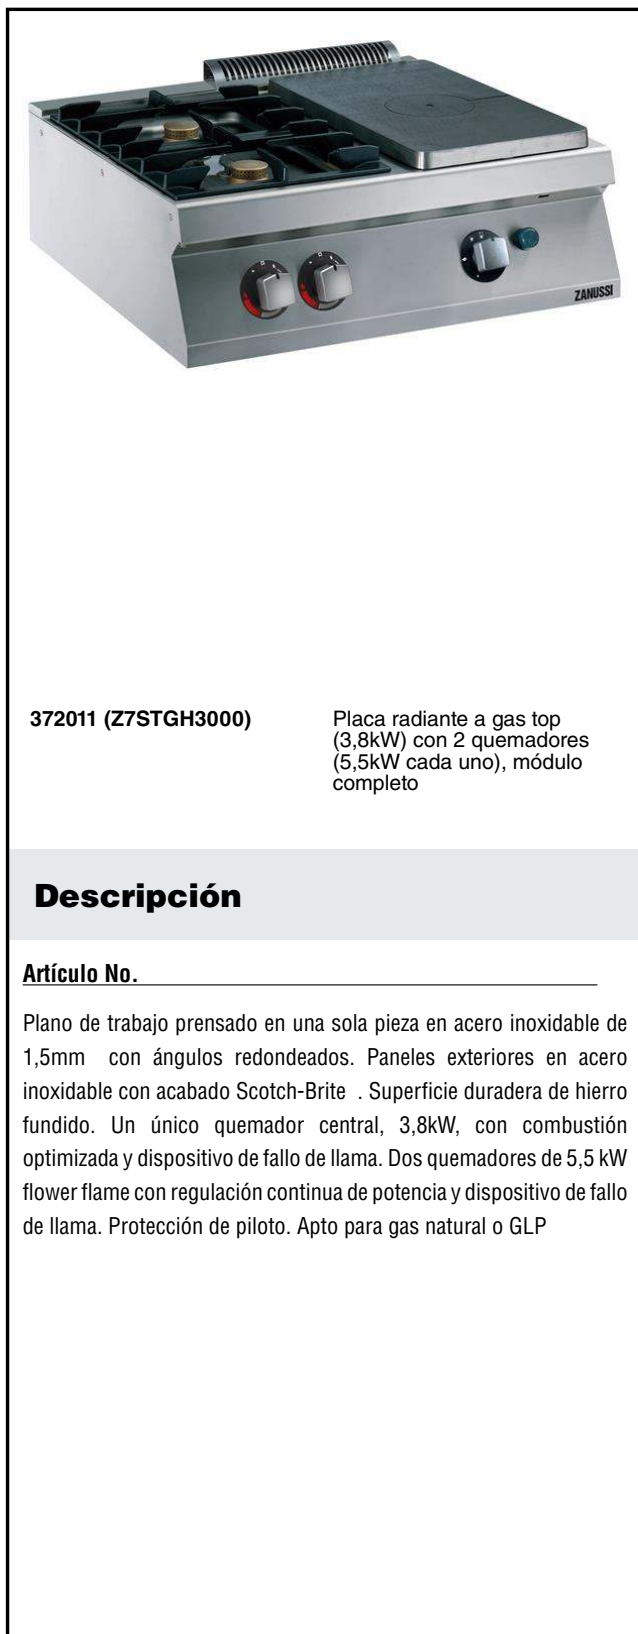 ZANUSSI
372011 (Z7STGH3000)
Placa radiante a gas top
(3,8kW) con 2 quemadores
(5,5kW cada uno), módulo
completo
Descripción
Artículo No.
Plano de trabajo prensado en una sola pieza en acero inoxidable de
1,5mm con ángulos redondeados. Paneles exteriores en acero
inoxidable con acabado Scotch-Brite . Superficie duradera de hierro
fundido. Un único quemador central, 3,8kW, con combustión
optimizada y dispositivo de fallo de llama. Dos quemadores de 5,5 kW
flower flame con regulación continua de potencia y dispositivo de fallo
de llama. Protección de piloto. Apto para gas natural o GLP